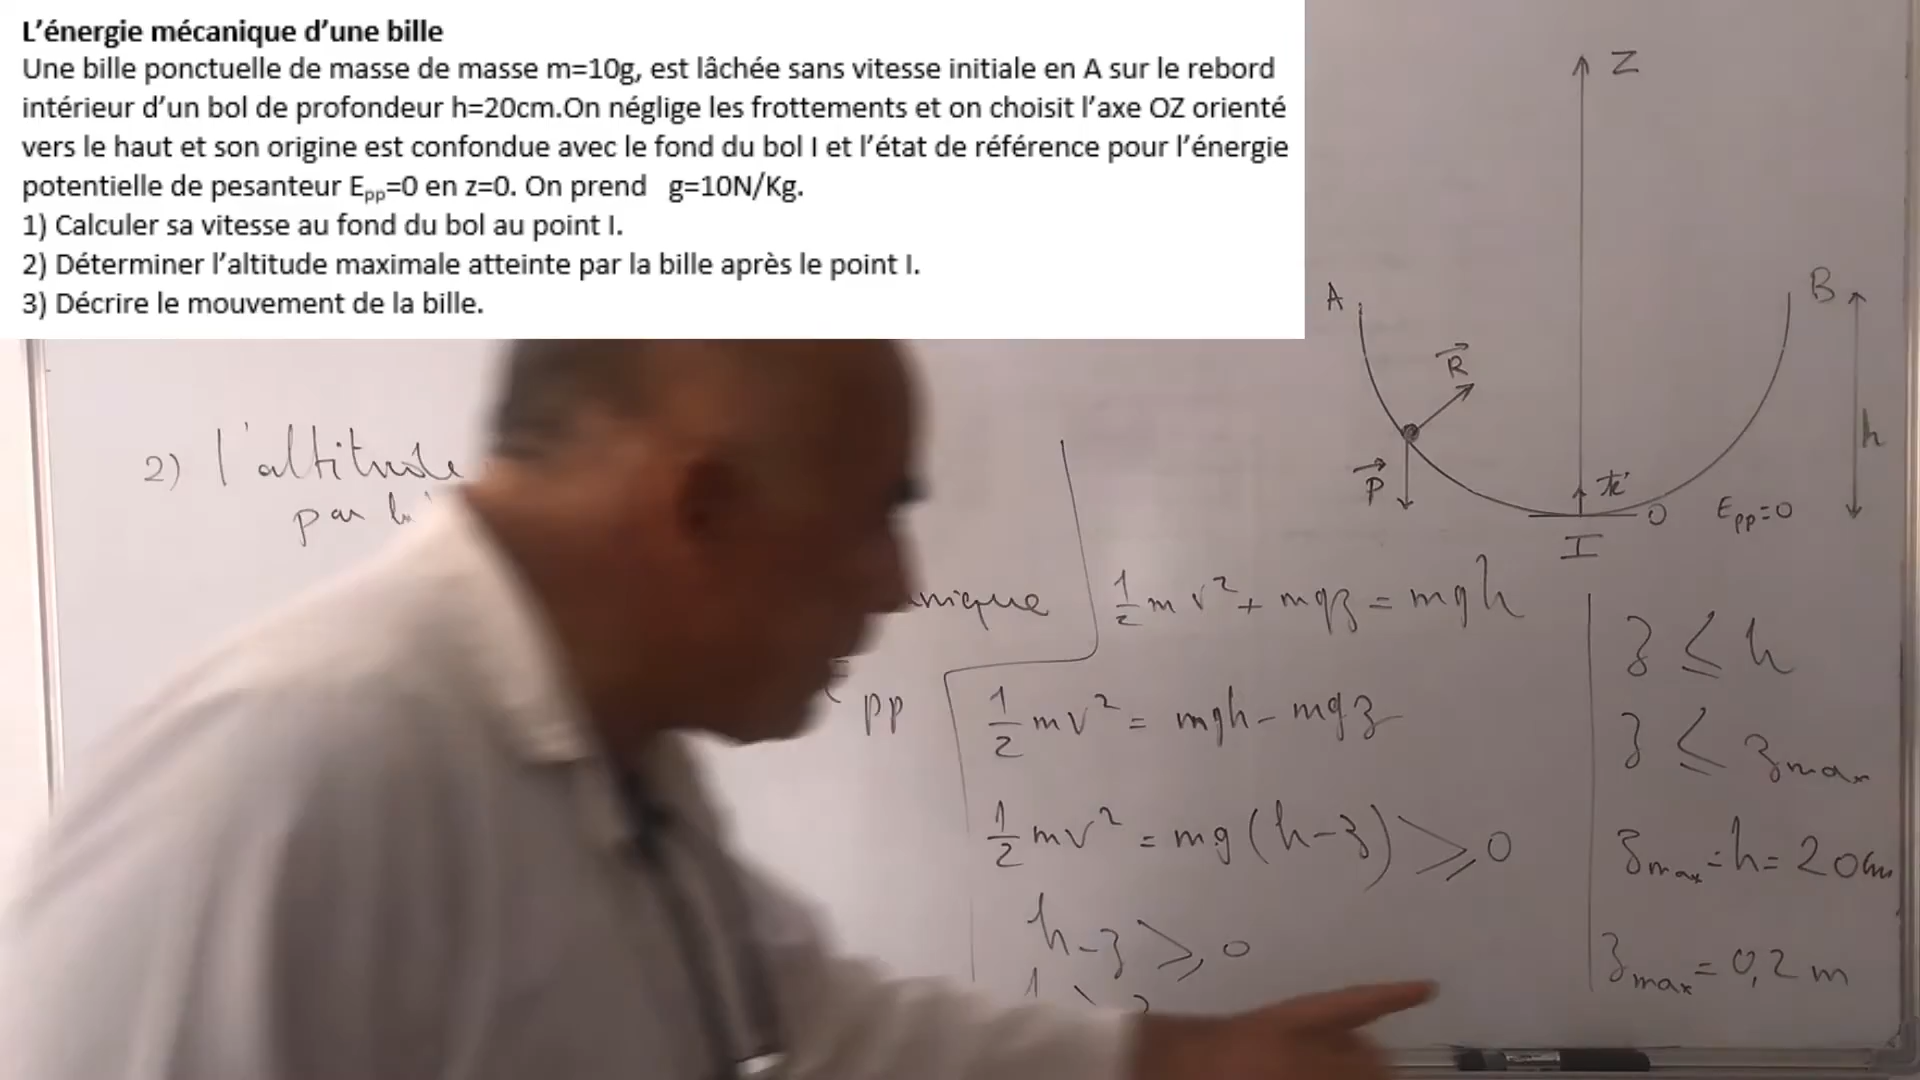 L’énergie mécanique d’une bille
Une bille ponctuelle de masse de masse m=10g, est lâchée sans vitesse initiale en A sur le rebord
intérieur d’un bol de profondeur h=20cm.On néglige les frottements et on choisit l’axe OZ orienté
vers le haut et son origine est confondue avec le fond du bol I et l’état de référence pour l’énergie
potentielle de pesanteur Epp=0 en z=0. On prend g=10N/Kg.
1) Calculer sa vitesse au fond du bol au point I.
2) Déterminer l’altitude maximale atteinte par la bille après le point I.
3) Décrire le mouvement de la bille.
Z
A
B
R
h
P
k
O
Epp=0
I
2) l'altitude
par
nique
pp
1/2 m v² + mgz = mgh
1/2 mv² = mgh - mgz
1/2 mv² = mg(h-z) ⩾ 0
h-z ⩾ 0
z ≤ h
z ≤ zmax
zmax = h = 20cm
zmax = 0,2 m